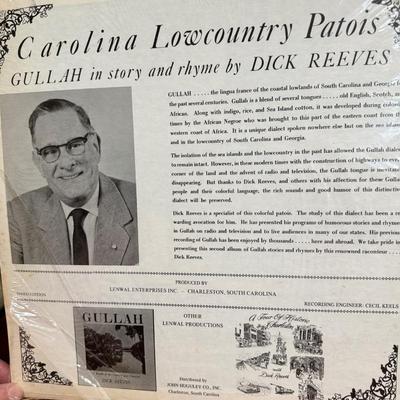 Carolina Lowcountry Patois
GULLAH in story and rhyme by DICK REEVES
GULLAH . . . . . the lingua franca of the coastal lowlands of South Carolina and Georgia for
the past several centuries. Gullah is a blend of several tongues . . . . . old English, Scotch, and
African. Along with indigo, rice, and Sea Island cotton, it was developed during colonial
times by the African Negroe who was brought to this part of the eastern coast from the
western coast of Africa. It is a unique dialect spoken nowhere else but on the sea islands
and in the lowcountry of South Carolina and Georgia.
The isolation of the sea islands and the lowcountry in the past has allowed the Gullah dialect
to remain intact. However, in these modern times with the construction of highways to every
corner of the land and the advent of radio and television, the Gullah tongue is inevitably
disappearing. But thanks to Dick Reeves, and others with his affection for these Gullah
people and their colorful language, the rich sounds and good humor of this distinctive
dialect will be preserved.
Dick Reeves is a specialist of this colorful patois. The study of this dialect has been a re-
warding avocation for him. He has presented his programs of humorous stories and rhymes
in Gullah on radio and television and to live audiences in many of our states. His previous
recording of Gullah has been enjoyed by thousands . . . . . here and abroad. We take pride in
presenting this second album of Gullah stories and rhymes by this renowned raconteur . . . .
Dick Reeves.
PRODUCED BY
LENWAL ENTERPRISES INC. - CHARLESTON, SOUTH CAROLINA
EDITION
RECORDING ENGINEER: CECIL KEELS
GULLAH
DICK REEVES
OTHER
LENWAL PRODUCTIONS
Distributed by
JOHN HUGULEY CO., INC.
Charleston, South Carolina
A Tour Of Historic
Charleston
with
Dick
Reeves